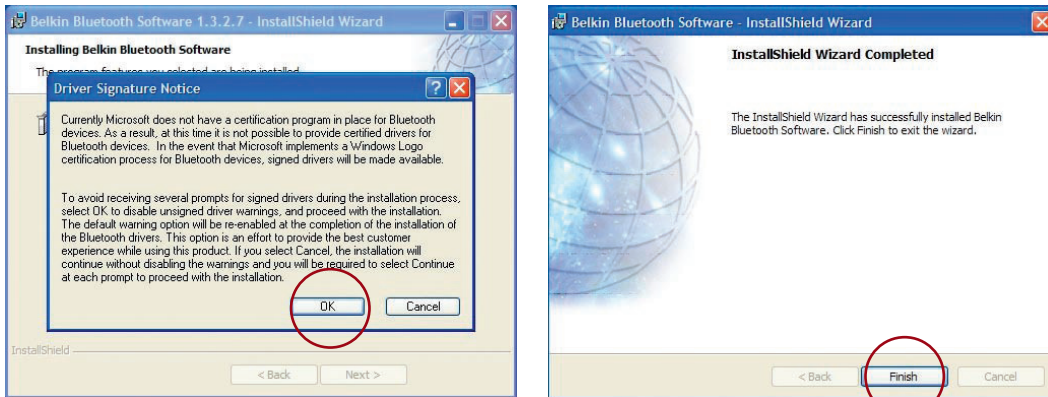 Belkin Bluetooth Software 1.3.2.7 - InstallShield Wizard
Installing Belkin Bluetooth Software
The program features you selected are being installed.
Driver Signature Notice
Currently Microsoft does not have a certification program in place for Bluetooth
devices. As a result, at this time it is not possible to provide certified drivers for
Bluetooth devices. In the event that Microsoft implements a Windows Logo
certification process for Bluetooth devices, signed drivers will be made available.
To avoid receiving several prompts for signed drivers during the installation process,
select OK to disable unsigned driver warnings, and proceed with the installation.
The default warning option will be re-enabled at the completion of the installation of
the Bluetooth drivers. This option is an effort to provide the best customer
experience while using this product. If you select Cancel, the installation will
continue without disabling the warnings and you will be required to select Continue
at each prompt to proceed with the installation.
OK Cancel
InstallShield
< Back Next >
Belkin Bluetooth Software - InstallShield Wizard
InstallShield Wizard Completed
The InstallShield Wizard has successfully installed Belkin
Bluetooth Software. Click Finish to exit the wizard.
< Back Finish Cancel